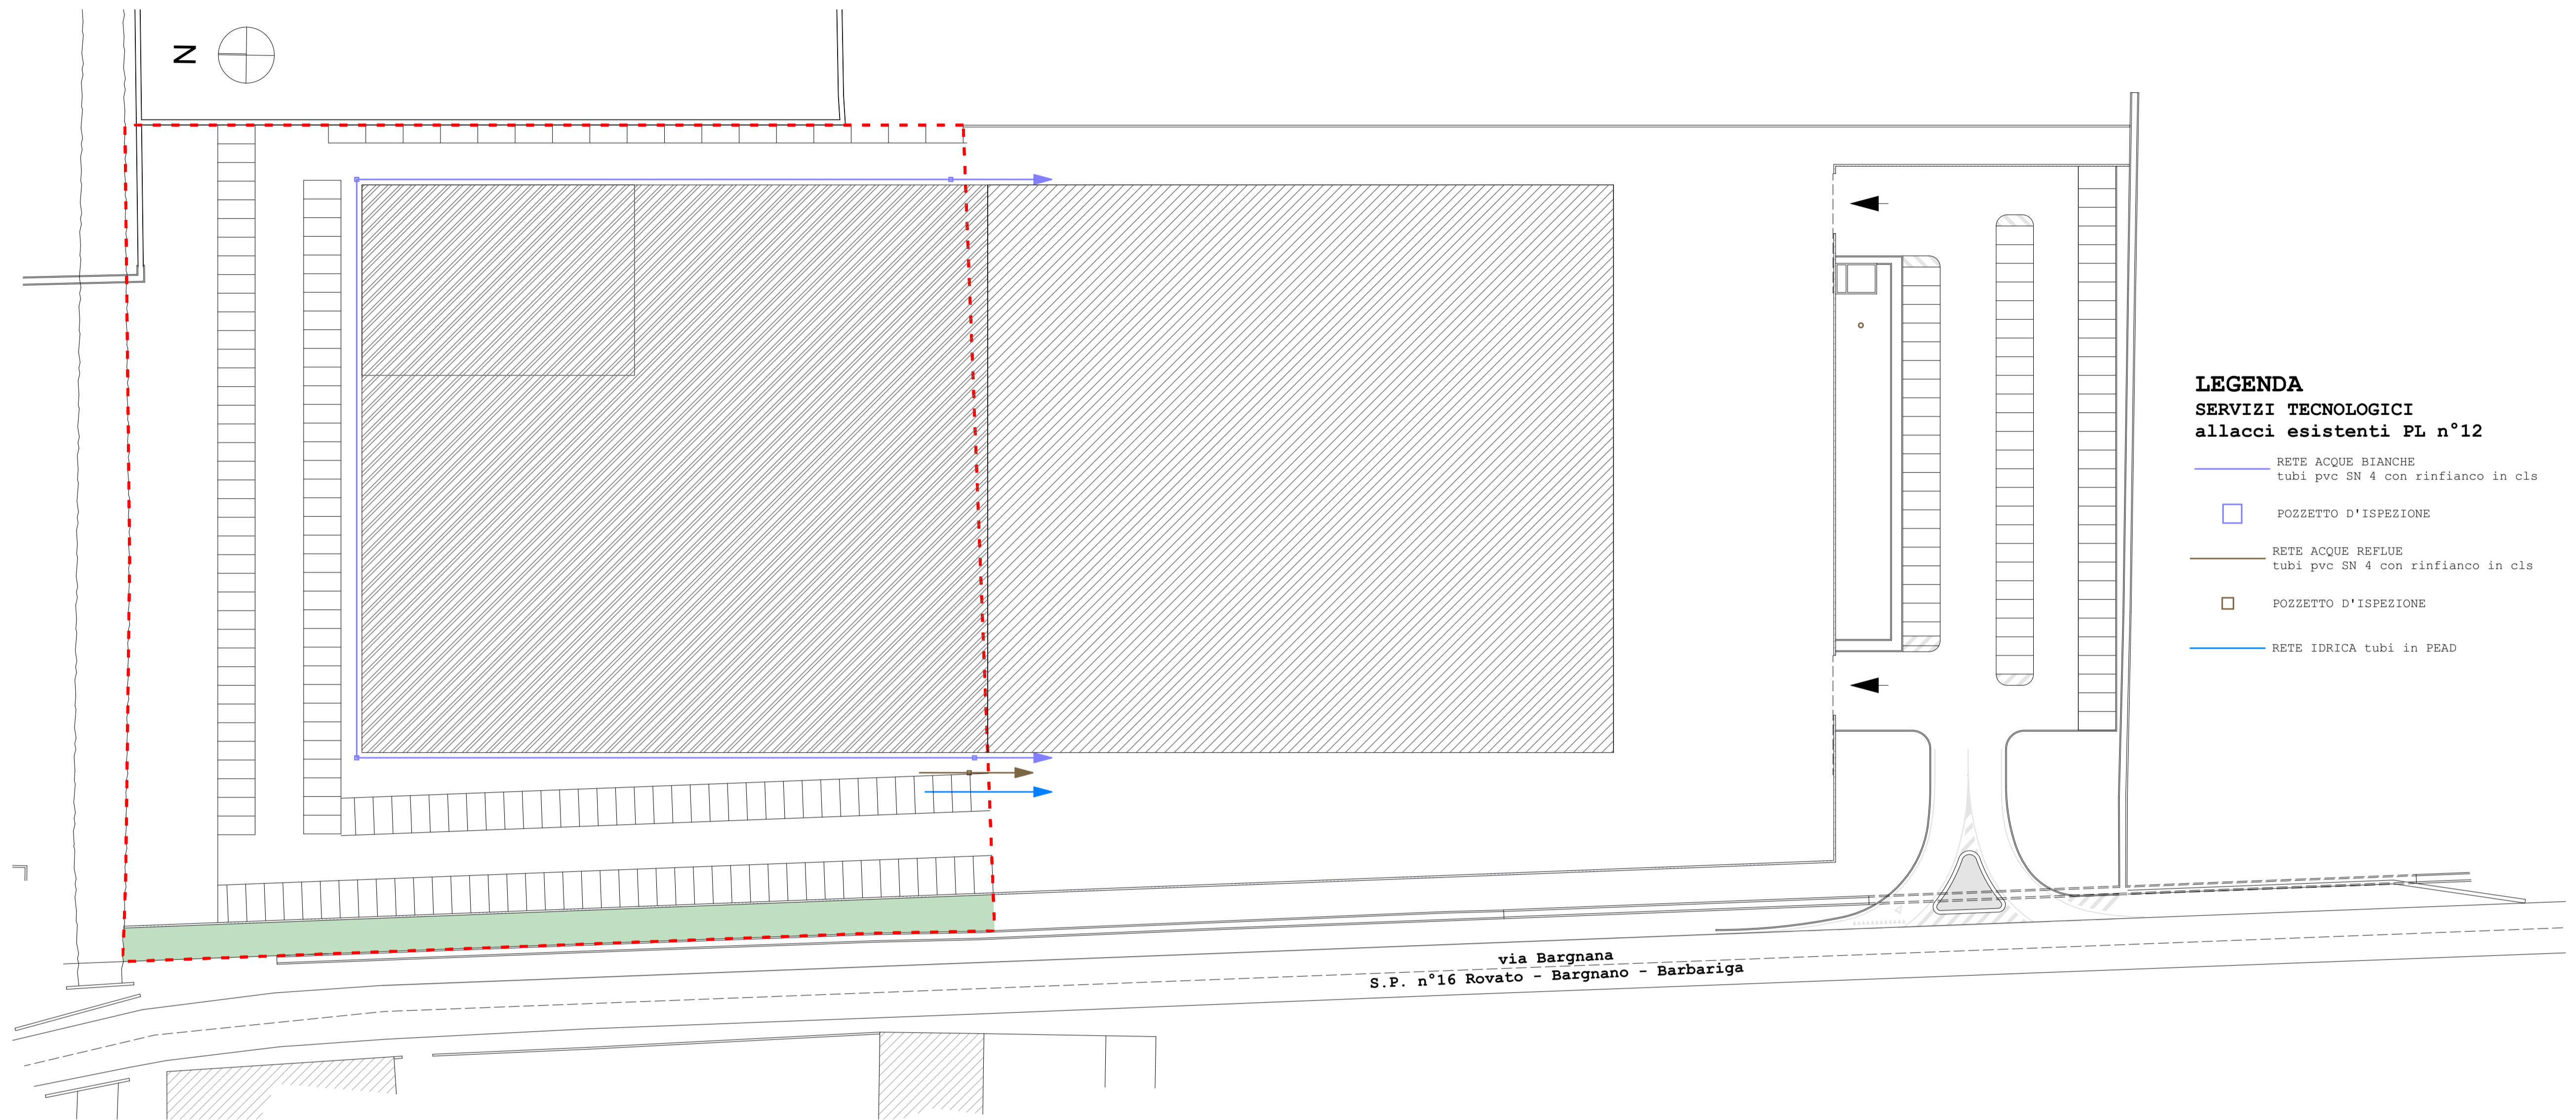 N
LEGENDA
SERVIZI TECNOLOGICI
allacci esistenti PL n°12
RETE ACQUE BIANCHE
tubi pvc SN 4 con rinfianco in cls
POZZETTO D'ISPEZIONE
RETE ACQUE REFLUE
tubi pvc SN 4 con rinfianco in cls
POZZETTO D'ISPEZIONE
RETE IDRICA tubi in PEAD
via Bargnana
S.P. n°16 Rovato - Bargnano - Barbariga